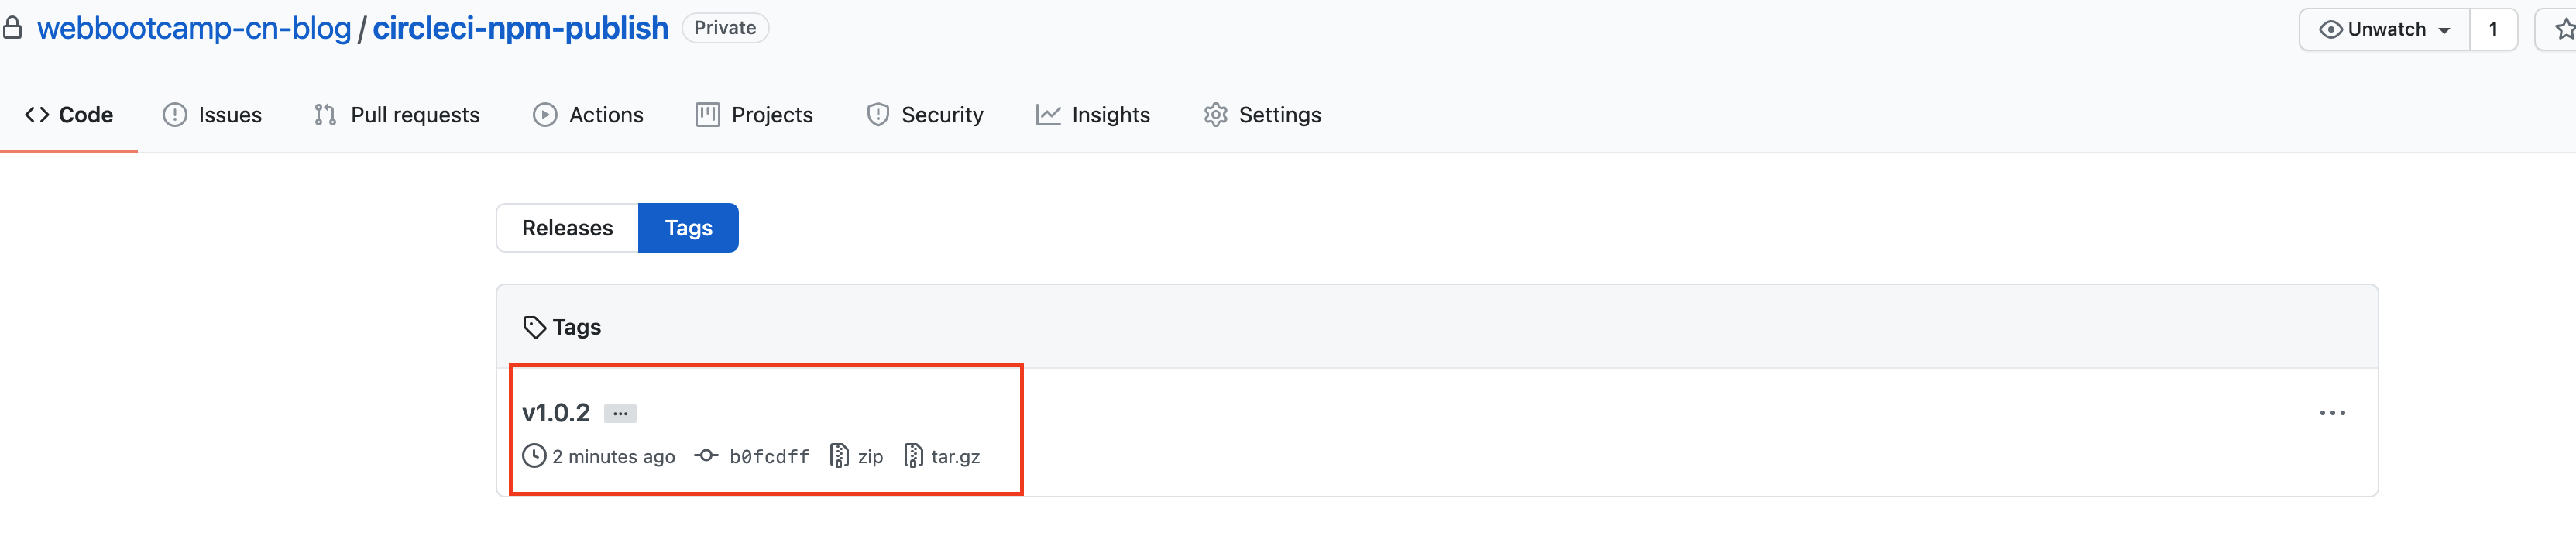 webbootcamp-cn-blog / circleci-npm-publish Private Unwatch 1
Code Issues Pull requests Actions Projects Security Insights Settings
Releases Tags
Tags
v1.0.2 ...
2 minutes ago b0fcdff zip tar.gz